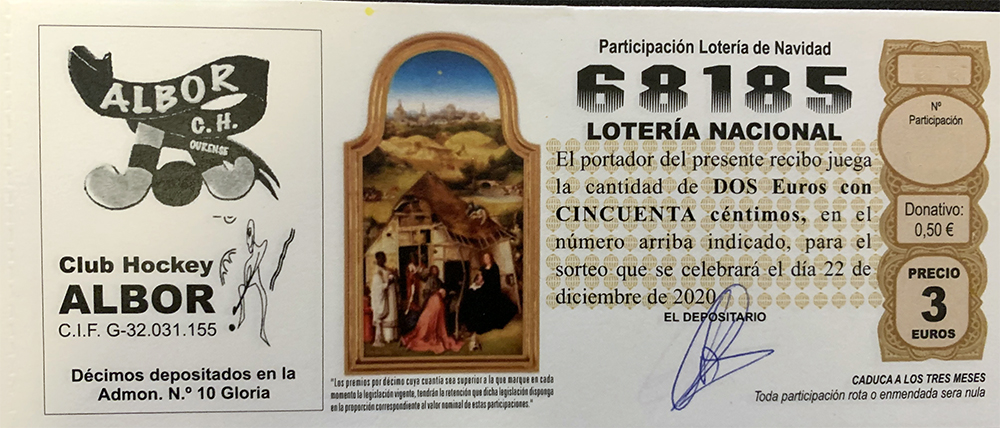 ALBOR
C.H.
OURENSE
Club Hockey
ALBOR
C.I.F. G-32.031.155
Décimos depositados en la
Admon. N.º 10 Gloria
"Los premios por décimo cuya cuantía sea superior a la que marque en cada
momento la legislación vigente, tendrán la retención que dicha legislación disponga
en la proporción correspondiente al valor nominal de estas participaciones."
Participación Lotería de Navidad
68185
LOTERÍA NACIONAL
El portador del presente recibo juega
la cantidad de DOS Euros con
CINCUENTA céntimos, en el
número arriba indicado, para el
sorteo que se celebrará el día 22 de
diciembre de 2020
EL DEPOSITARIO
Nº
Participación
Donativo:
0,50 €
PRECIO
3
EUROS
CADUCA A LOS TRES MESES
Toda participación rota o enmendada sera nula